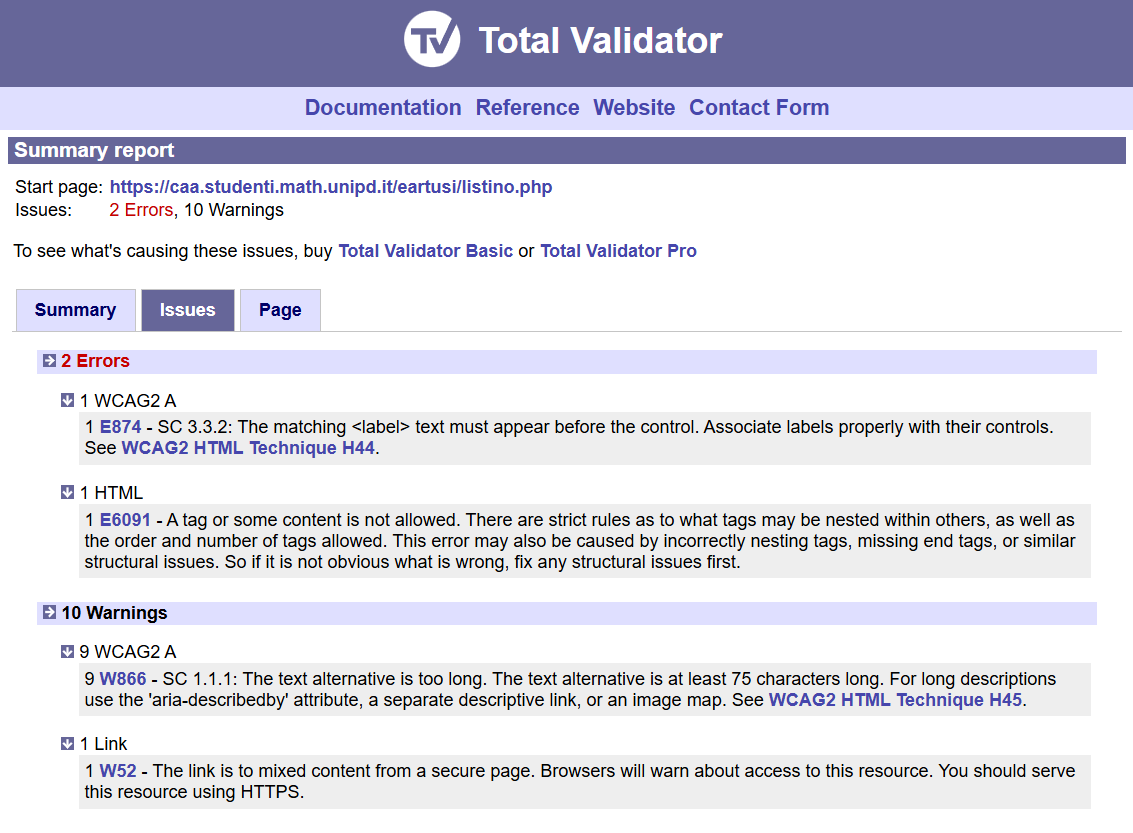 TV Total Validator
Documentation Reference Website Contact Form
Summary report
Start page: https://caa.studenti.math.unipd.it/eartusi/listino.php
Issues: 2 Errors, 10 Warnings
To see what's causing these issues, buy Total Validator Basic or Total Validator Pro
Summary Issues Page
2 Errors
1 WCAG2 A
1 E874 - SC 3.3.2: The matching <label> text must appear before the control. Associate labels properly with their controls.
See WCAG2 HTML Technique H44.
1 HTML
1 E6091 - A tag or some content is not allowed. There are strict rules as to what tags may be nested within others, as well as
the order and number of tags allowed. This error may also be caused by incorrectly nesting tags, missing end tags, or similar
structural issues. So if it is not obvious what is wrong, fix any structural issues first.
10 Warnings
9 WCAG2 A
9 W866 - SC 1.1.1: The text alternative is too long. The text alternative is at least 75 characters long. For long descriptions
use the 'aria-describedby' attribute, a separate descriptive link, or an image map. See WCAG2 HTML Technique H45.
1 Link
1 W52 - The link is to mixed content from a secure page. Browsers will warn about access to this resource. You should serve
this resource using HTTPS.